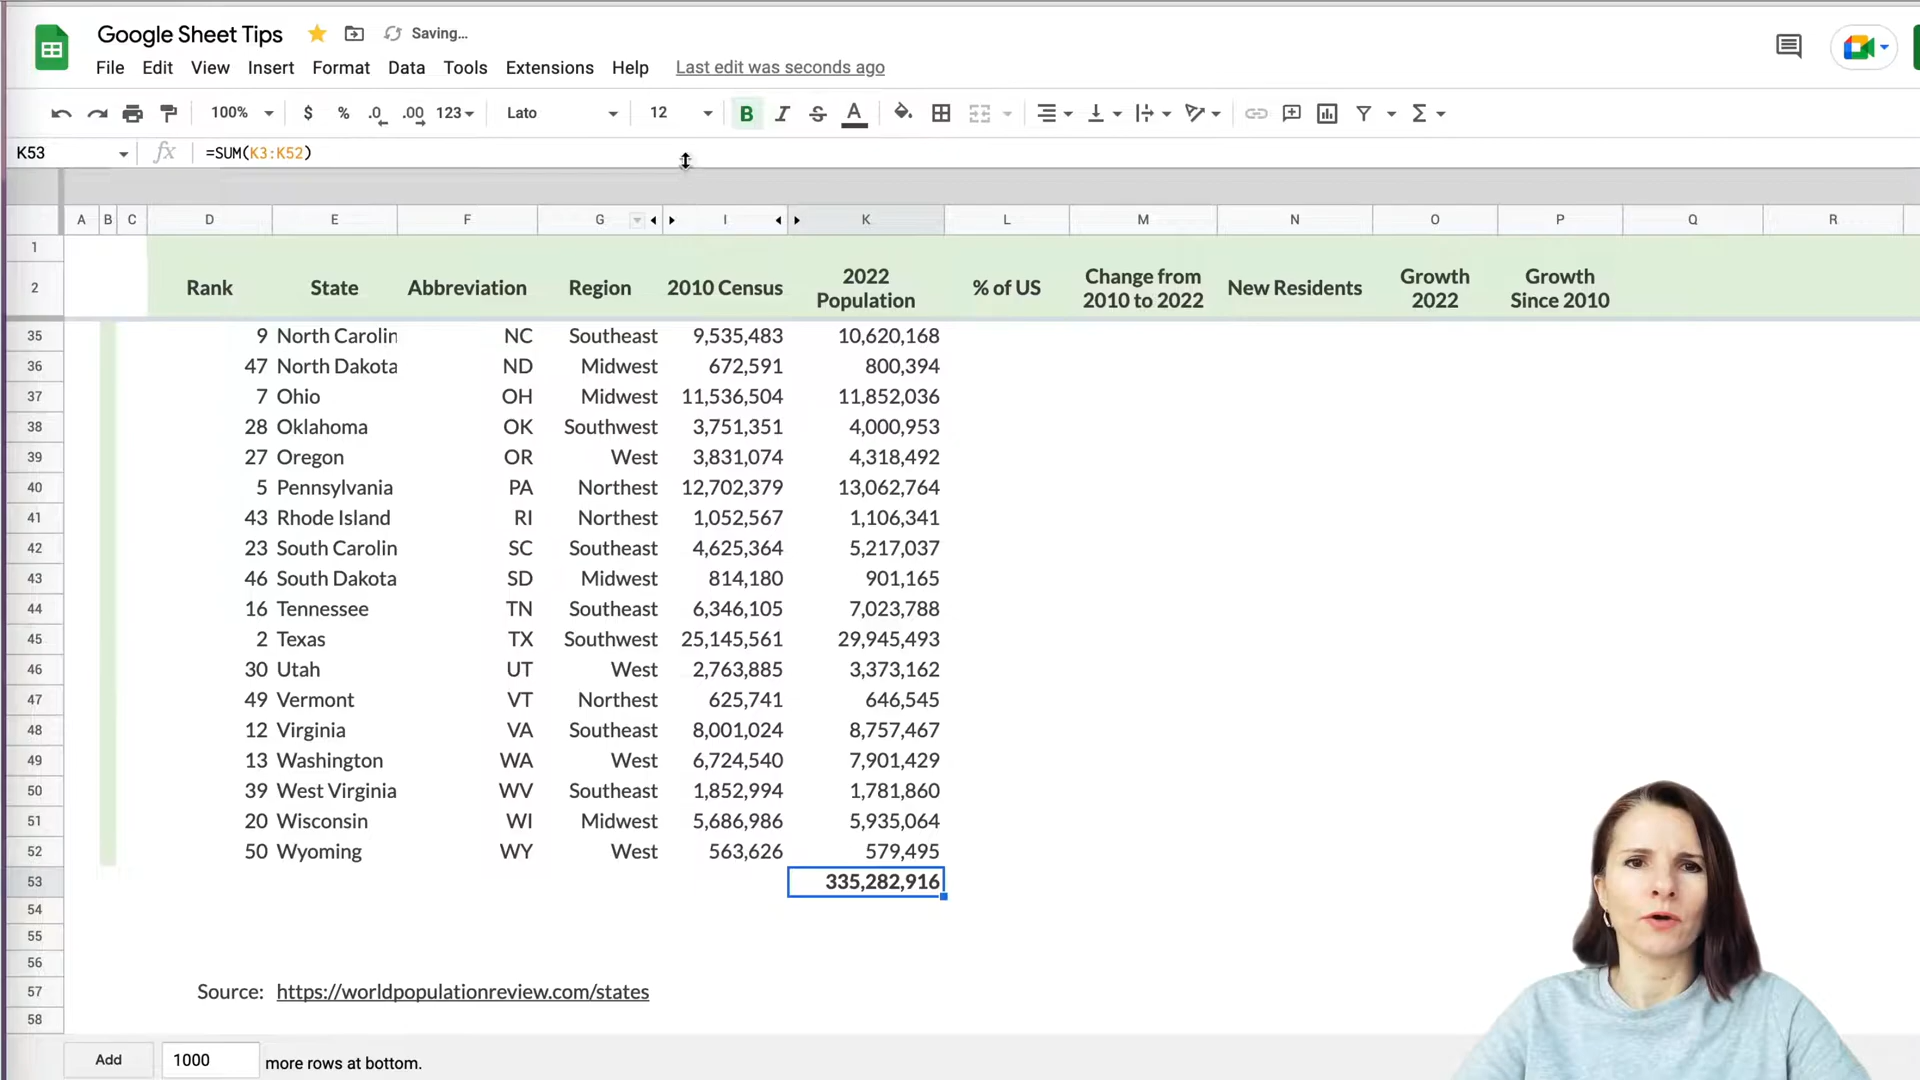 Google Sheet Tips Saving…
File Edit View Insert Format Data Tools Extensions Help Last edit was seconds ago
100% $ % .0 .00 123 Lato 12 B I S A Σ
K53 fx =SUM(K3:K52)
A B C D E F G I K L M N O P Q R
1
2 Rank State Abbreviation Region 2010 Census 2022 Population % of US Change from 2010 to 2022 New Residents Growth 2022 Growth Since 2010
35 9 North Carolin NC Southeast 9,535,483 10,620,168
36 47 North Dakota ND Midwest 672,591 800,394
37 7 Ohio OH Midwest 11,536,504 11,852,036
38 28 Oklahoma OK Southwest 3,751,351 4,000,953
39 27 Oregon OR West 3,831,074 4,318,492
40 5 Pennsylvania PA Northest 12,702,379 13,062,764
41 43 Rhode Island RI Northest 1,052,567 1,106,341
42 23 South Carolin SC Southeast 4,625,364 5,217,037
43 46 South Dakota SD Midwest 814,180 901,165
44 16 Tennessee TN Southeast 6,346,105 7,023,788
45 2 Texas TX Southwest 25,145,561 29,945,493
46 30 Utah UT West 2,763,885 3,373,162
47 49 Vermont VT Northest 625,741 646,545
48 12 Virginia VA Southeast 8,001,024 8,757,467
49 13 Washington WA West 6,724,540 7,901,429
50 39 West Virginia WV Southeast 1,852,994 1,781,860
51 20 Wisconsin WI Midwest 5,686,986 5,935,064
52 50 Wyoming WY West 563,626 579,495
53 335,282,916
54
55
56
57 Source: https://worldpopulationreview.com/states
58
Add 1000 more rows at bottom.